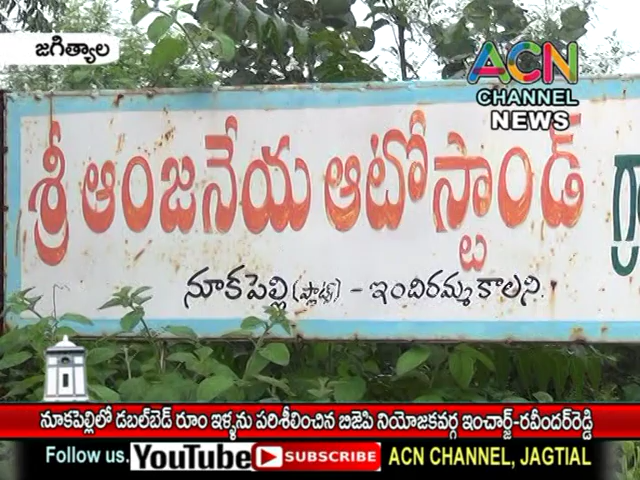 జగిత్యాల
ACN
CHANNEL
NEWS
శ్రీ ఆంజనేయ ఆటోస్టాండ్ గ్రా
నూకపెల్లి (ప్లాట్స్) - ఇందిరమ్మ కాలని.
నూకపెల్లిలో డబల్‌బెడ్ రూం ఇళ్ళను పరిశీలించిన బిజెపి నియోజకవర్గ ఇంచార్జ్-రవీందర్‌రెడ్డి
Follow us. YouTube SUBSCRIBE ACN CHANNEL, JAGTIAL